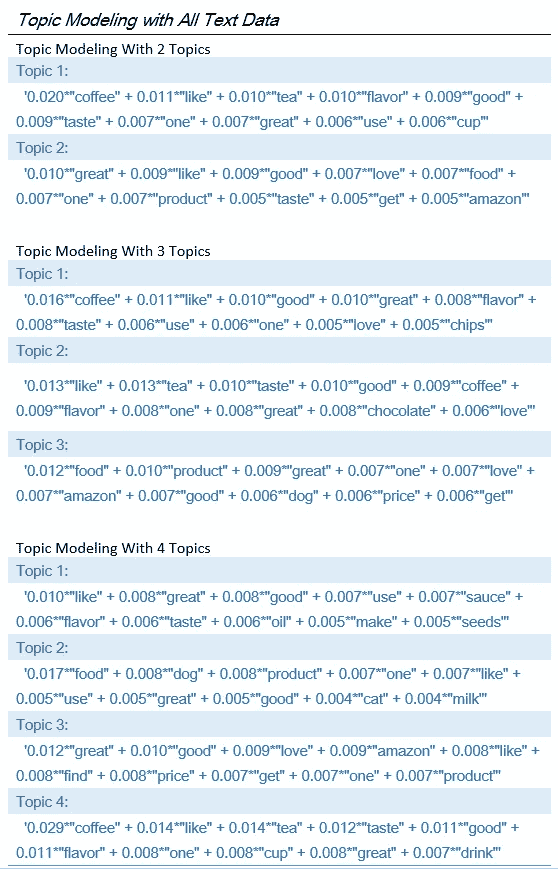 Topic Modeling with All Text Data
Topic Modeling With 2 Topics
Topic 1:
'0.020*"coffee" + 0.011*"like" + 0.010*"tea" + 0.010*"flavor" + 0.009*"good" +
0.009*"taste" + 0.007*"one" + 0.007*"great" + 0.006*"use" + 0.006*"cup"'
Topic 2:
'0.010*"great" + 0.009*"like" + 0.009*"good" + 0.007*"love" + 0.007*"food" +
0.007*"one" + 0.007*"product" + 0.005*"taste" + 0.005*"get" + 0.005*"amazon"'
Topic Modeling With 3 Topics
Topic 1:
'0.016*"coffee" + 0.011*"like" + 0.010*"good" + 0.010*"great" + 0.008*"flavor" +
0.008*"taste" + 0.006*"use" + 0.006*"one" + 0.005*"love" + 0.005*"chips"'
Topic 2:
'0.013*"like" + 0.013*"tea" + 0.010*"taste" + 0.010*"good" + 0.009*"coffee" +
0.009*"flavor" + 0.008*"one" + 0.008*"great" + 0.008*"chocolate" + 0.006*"love"'
Topic 3:
'0.012*"food" + 0.010*"product" + 0.009*"great" + 0.007*"one" + 0.007*"love" +
0.007*"amazon" + 0.007*"good" + 0.006*"dog" + 0.006*"price" + 0.006*"get"'
Topic Modeling With 4 Topics
Topic 1:
'0.010*"like" + 0.008*"great" + 0.008*"good" + 0.007*"use" + 0.007*"sauce" +
0.006*"flavor" + 0.006*"taste" + 0.006*"oil" + 0.005*"make" + 0.005*"seeds"'
Topic 2:
'0.017*"food" + 0.008*"dog" + 0.008*"product" + 0.007*"one" + 0.007*"like" +
0.005*"use" + 0.005*"great" + 0.005*"good" + 0.004*"cat" + 0.004*"milk"'
Topic 3:
'0.012*"great" + 0.010*"good" + 0.009*"love" + 0.009*"amazon" + 0.008*"like" +
0.008*"find" + 0.008*"price" + 0.007*"get" + 0.007*"one" + 0.007*"product"'
Topic 4:
'0.029*"coffee" + 0.014*"like" + 0.014*"tea" + 0.012*"taste" + 0.011*"good" +
0.011*"flavor" + 0.008*"one" + 0.008*"cup" + 0.008*"great" + 0.007*"drink"'